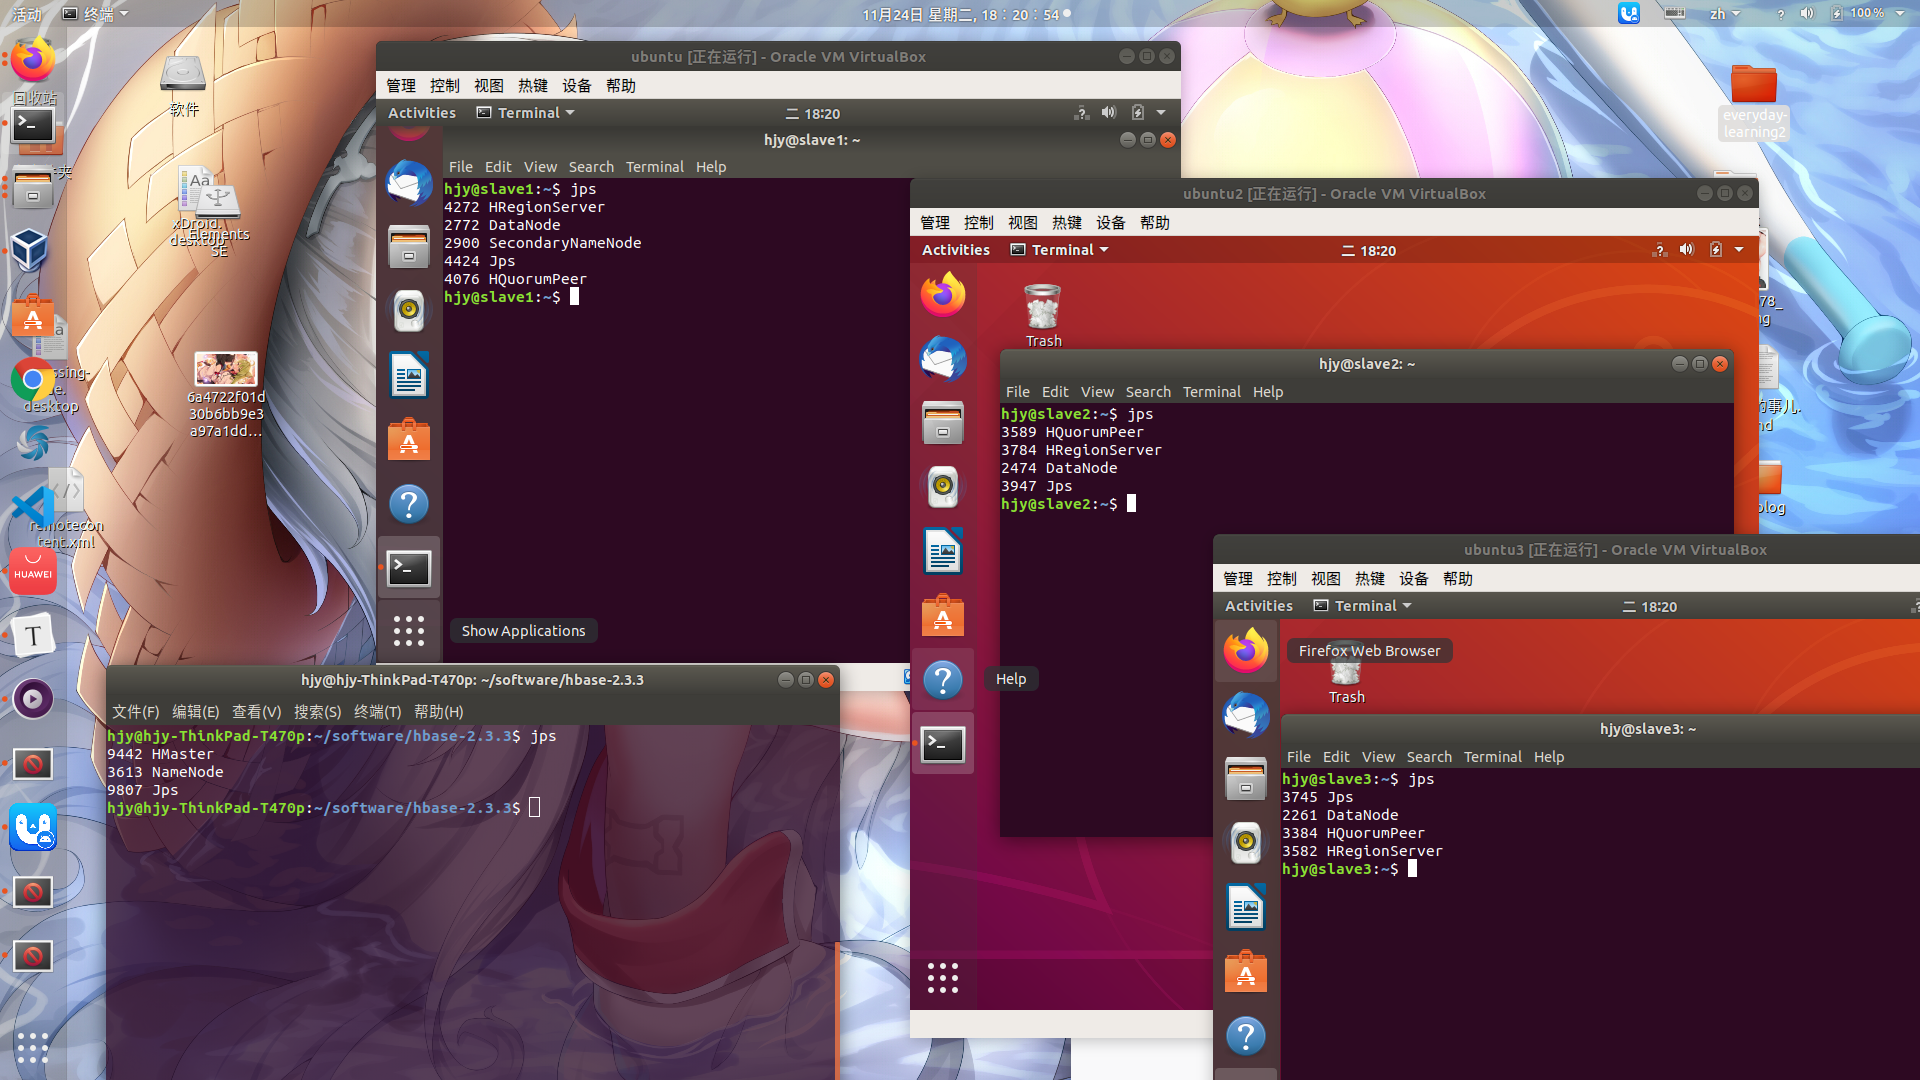 活动 终端 11月24日 星期二, 18:20:54 zh 100%
回收站
软件
xDroid.
desktop
Elements
SE
6a4722f01d
30b6bb9e3
a97a1dd...
desktop
remotecon
tent.xml
HUAWEI
T
everyday-
learning2
ubuntu [正在运行] - Oracle VM VirtualBox
管理 控制 视图 热键 设备 帮助
Activities Terminal 二 18:20
hjy@slave1: ~
File Edit View Search Terminal Help
hjy@slave1:~$ jps
4272 HRegionServer
2772 DataNode
2900 SecondaryNameNode
4424 Jps
4076 HQuorumPeer
hjy@slave1:~$
Show Applications
ubuntu2 [正在运行] - Oracle VM VirtualBox
管理 控制 视图 热键 设备 帮助
Activities Terminal 二 18:20
Trash
hjy@slave2: ~
File Edit View Search Terminal Help
hjy@slave2:~$ jps
3589 HQuorumPeer
3784 HRegionServer
2474 DataNode
3947 Jps
hjy@slave2:~$
Help
ubuntu3 [正在运行] - Oracle VM VirtualBox
管理 控制 视图 热键 设备 帮助
Activities Terminal 二 18:20
Firefox Web Browser
Trash
hjy@slave3: ~
File Edit View Search Terminal Help
hjy@slave3:~$ jps
3745 Jps
2261 DataNode
3384 HQuorumPeer
3582 HRegionServer
hjy@slave3:~$
hjy@hjy-ThinkPad-T470p: ~/software/hbase-2.3.3
文件(F) 编辑(E) 查看(V) 搜索(S) 终端(T) 帮助(H)
hjy@hjy-ThinkPad-T470p:~/software/hbase-2.3.3$ jps
9442 HMaster
3613 NameNode
9807 Jps
hjy@hjy-ThinkPad-T470p:~/software/hbase-2.3.3$